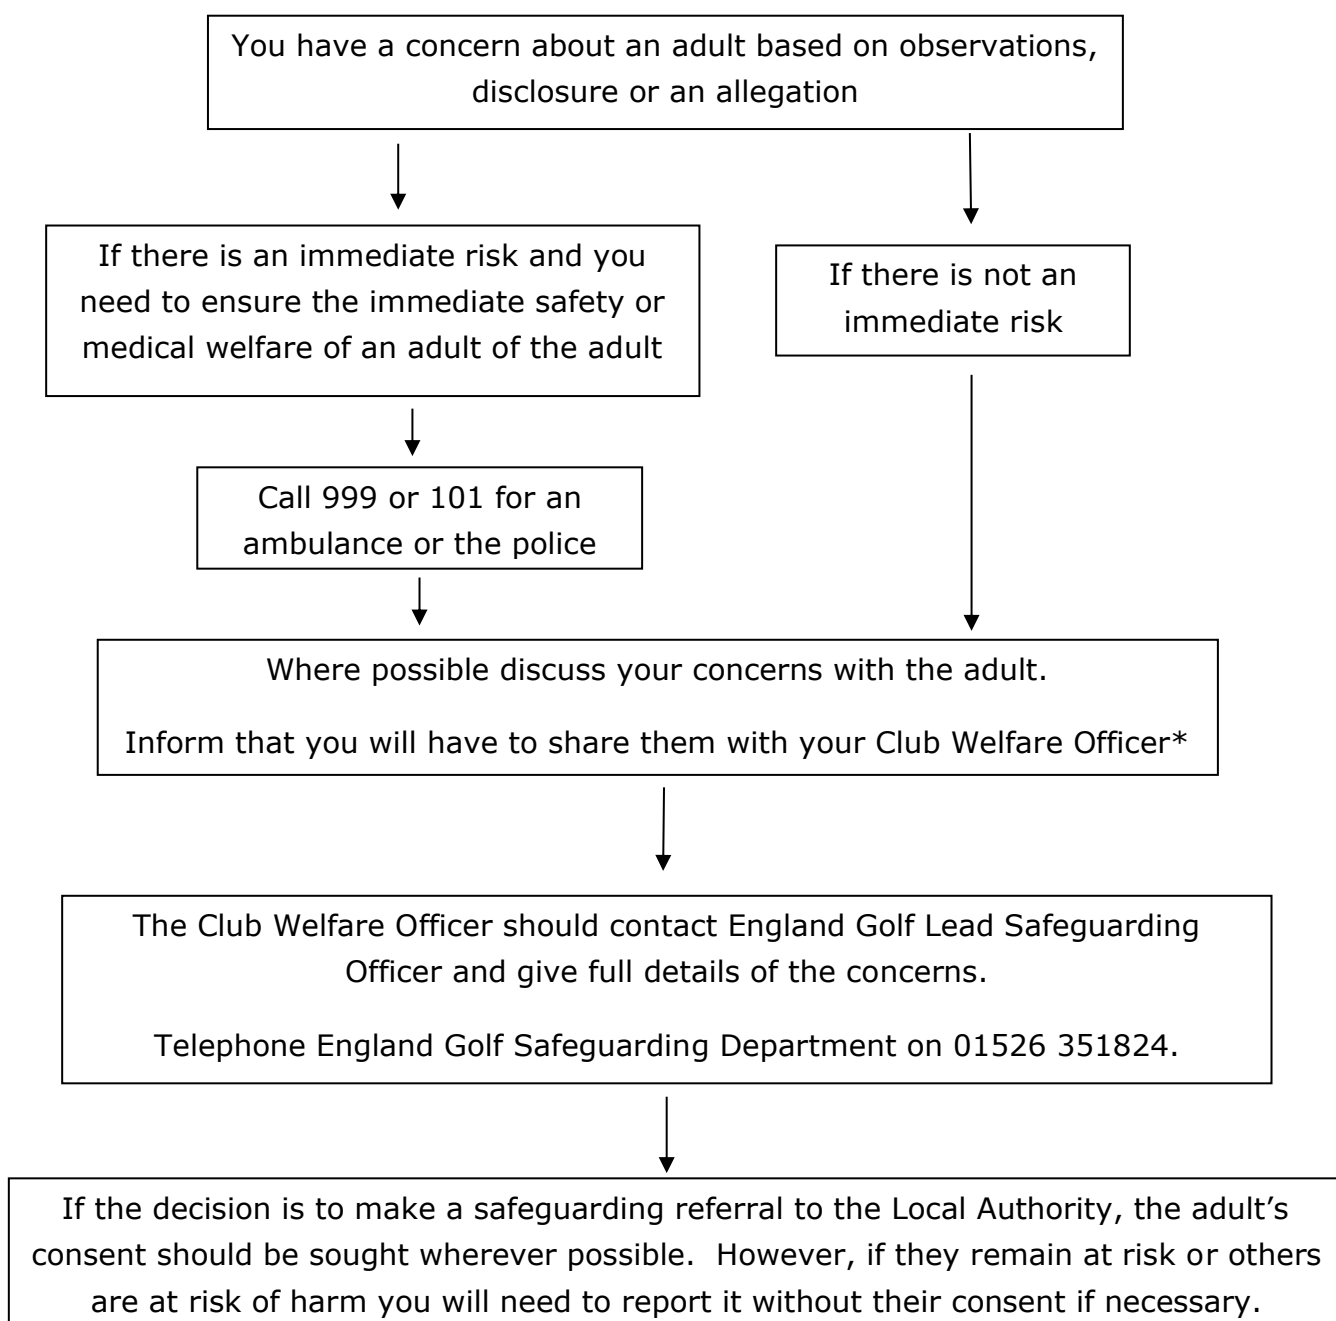 You have a concern about an adult based on observations,
disclosure or an allegation
If there is an immediate risk and you
need to ensure the immediate safety or
medical welfare of an adult of the adult
If there is not an
immediate risk
Call 999 or 101 for an
ambulance or the police
Where possible discuss your concerns with the adult.
Inform that you will have to share them with your Club Welfare Officer*
The Club Welfare Officer should contact England Golf Lead Safeguarding
Officer and give full details of the concerns.
Telephone England Golf Safeguarding Department on 01526 351824.
If the decision is to make a safeguarding referral to the Local Authority, the adult’s
consent should be sought wherever possible.  However, if they remain at risk or others
are at risk of harm you will need to report it without their consent if necessary.